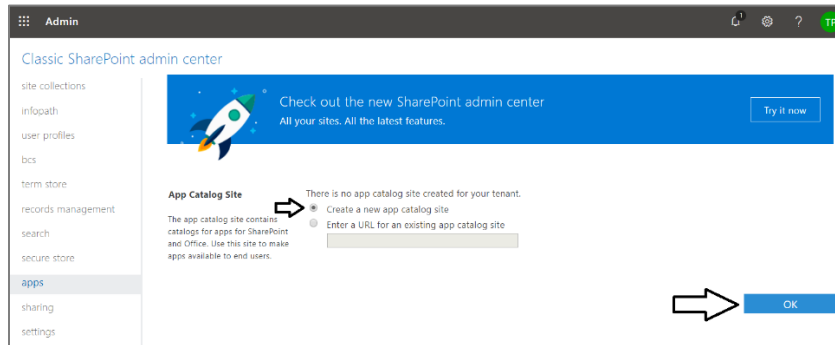 Admin
1
?
TP
Classic SharePoint admin center
site collections
infopath
user profiles
bcs
term store
records management
search
secure store
apps
sharing
settings
Check out the new SharePoint admin center
All your sites. All the latest features.
Try it now
App Catalog Site
The app catalog site contains
catalogs for apps for SharePoint
and Office. Use this site to make
apps available to end users.
There is no app catalog site created for your tenant.
Create a new app catalog site
Enter a URL for an existing app catalog site
OK